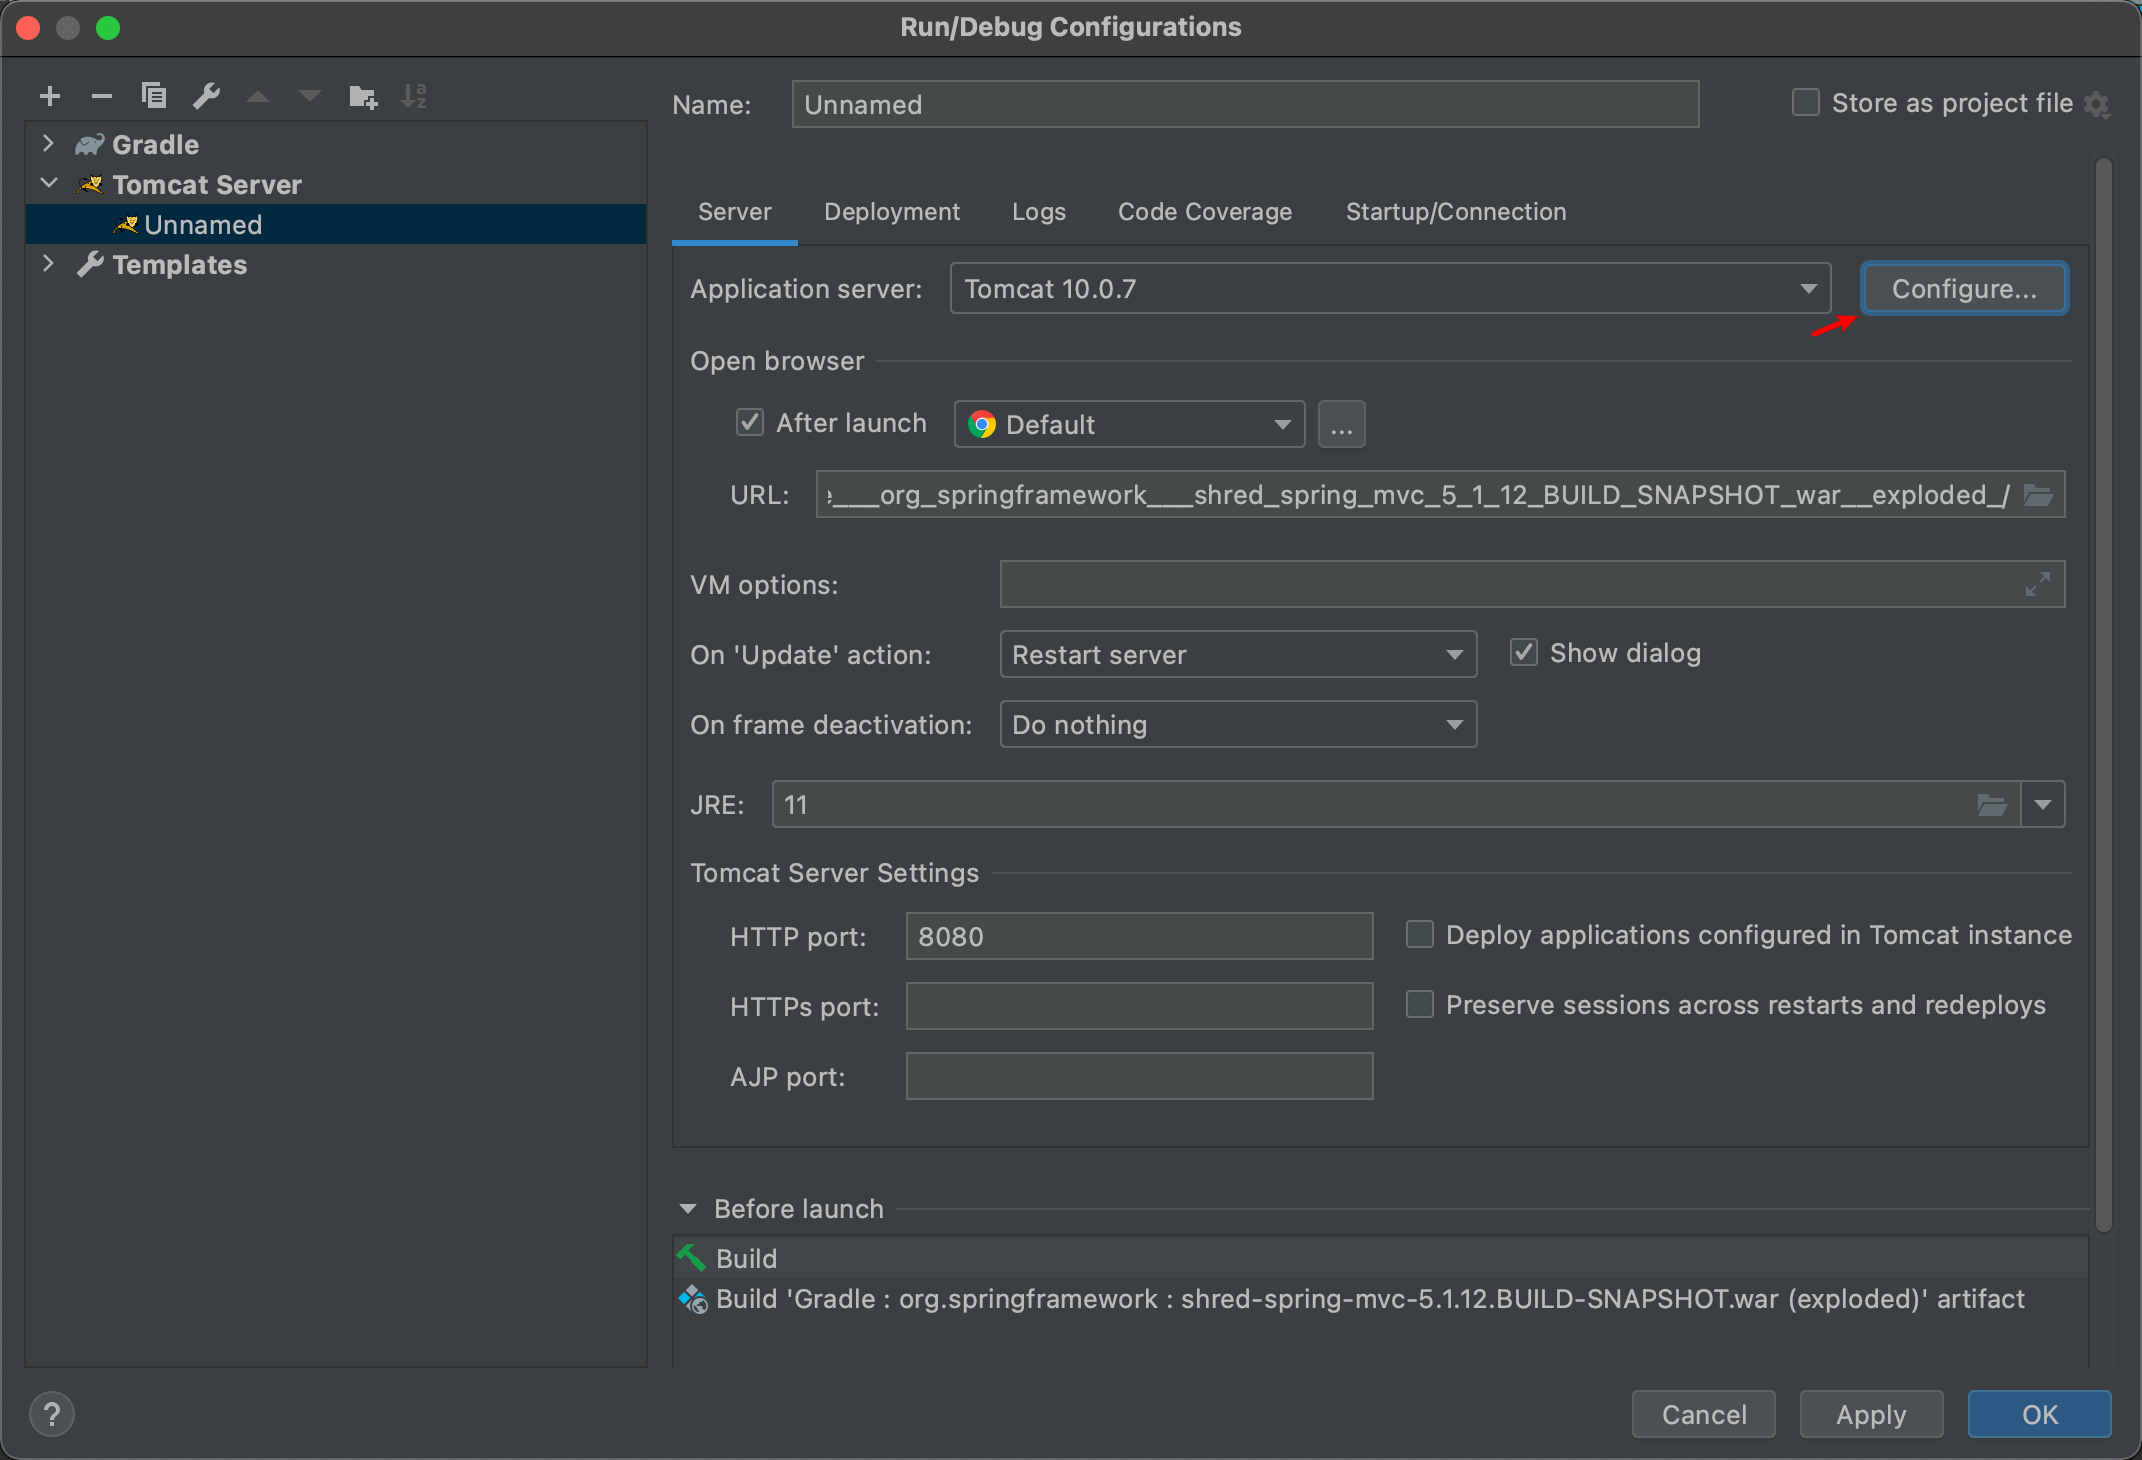 Run/Debug Configurations
Name: Unnamed Store as project file
Gradle
Tomcat Server
Unnamed
Templates
Server Deployment Logs Code Coverage Startup/Connection
Application server: Tomcat 10.0.7 Configure...
Open browser
After launch Default ...
URL: ___org_springframework___shred_spring_mvc_5_1_12_BUILD_SNAPSHOT_war__exploded_/
VM options:
On 'Update' action: Restart server Show dialog
On frame deactivation: Do nothing
JRE: 11
Tomcat Server Settings
HTTP port: 8080 Deploy applications configured in Tomcat instance
HTTPs port: Preserve sessions across restarts and redeploys
AJP port:
Before launch
Build
Build 'Gradle : org.springframework : shred-spring-mvc-5.1.12.BUILD-SNAPSHOT.war (exploded)' artifact
? Cancel Apply OK